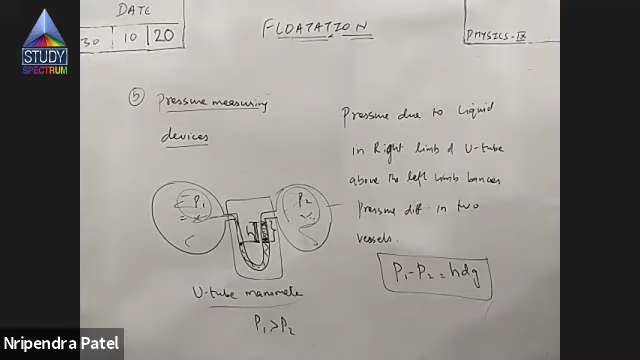 STUDY
SPECTRUM
DATE
30 10 20
FLOATATION
PHYSICS-IX
5 Pressure measuring
devices
P1
P2
h
U-tube manomete
P1>P2
Pressure due to Liquid
in Right limb of U-tube
above the left limb bances
Pressure diff in two
vessels.
P1-P2 = hdg
Nripendra Patel